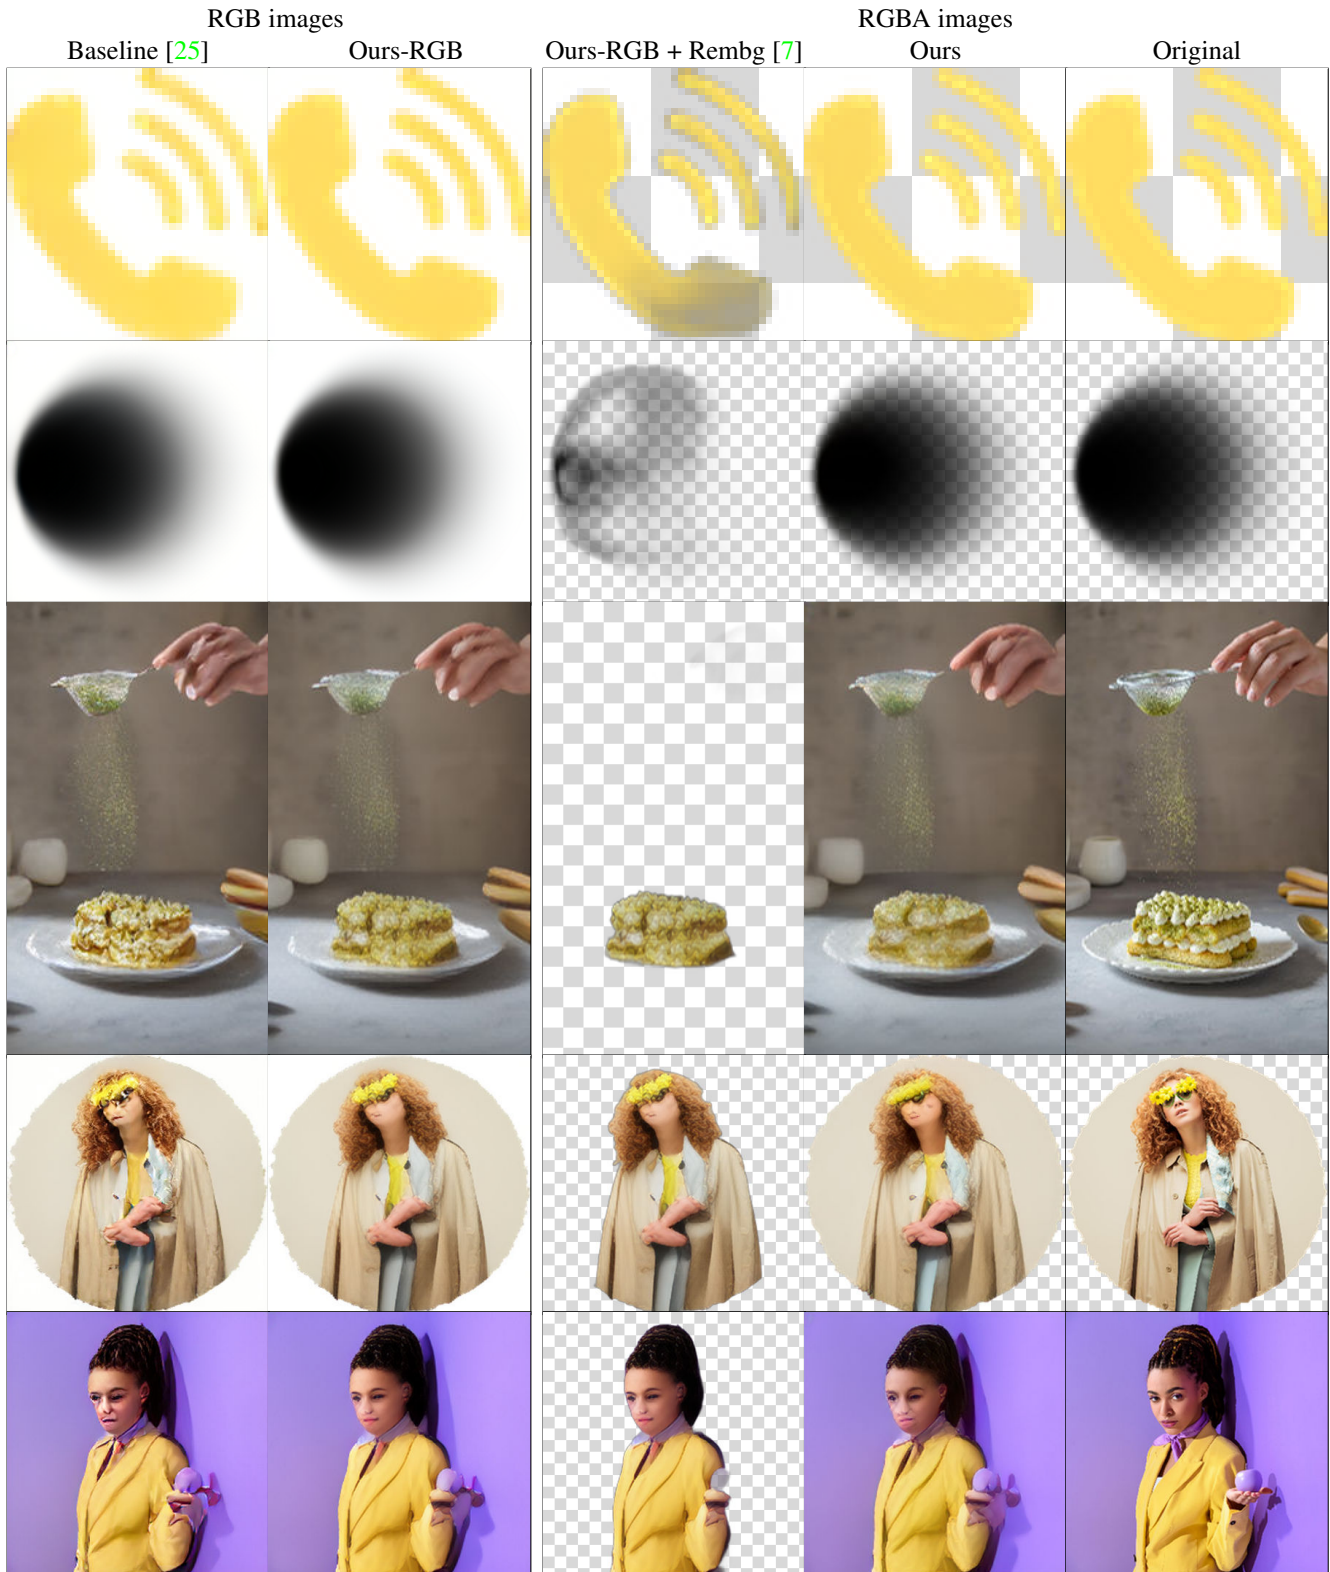 RGB images
RGBA images
Baseline [25]
Ours-RGB
Ours-RGB + Rembg [7]
Ours
Original